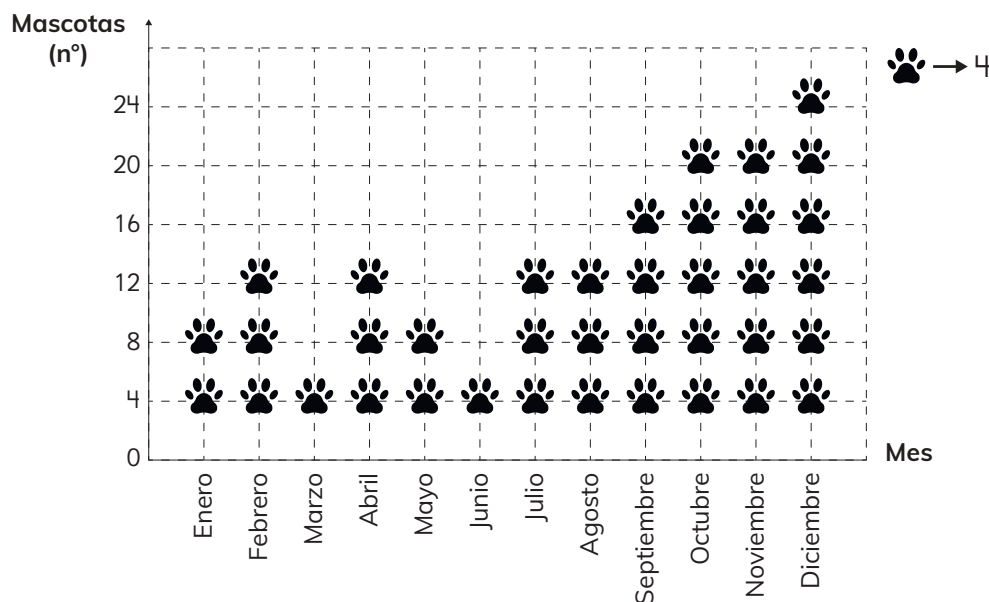 Mascotas
(nº)
→ 4
24
20
16
12
8
4
0
Mes
Enero
Febrero
Marzo
Abril
Mayo
Junio
Julio
Agosto
Septiembre
Octubre
Noviembre
Diciembre